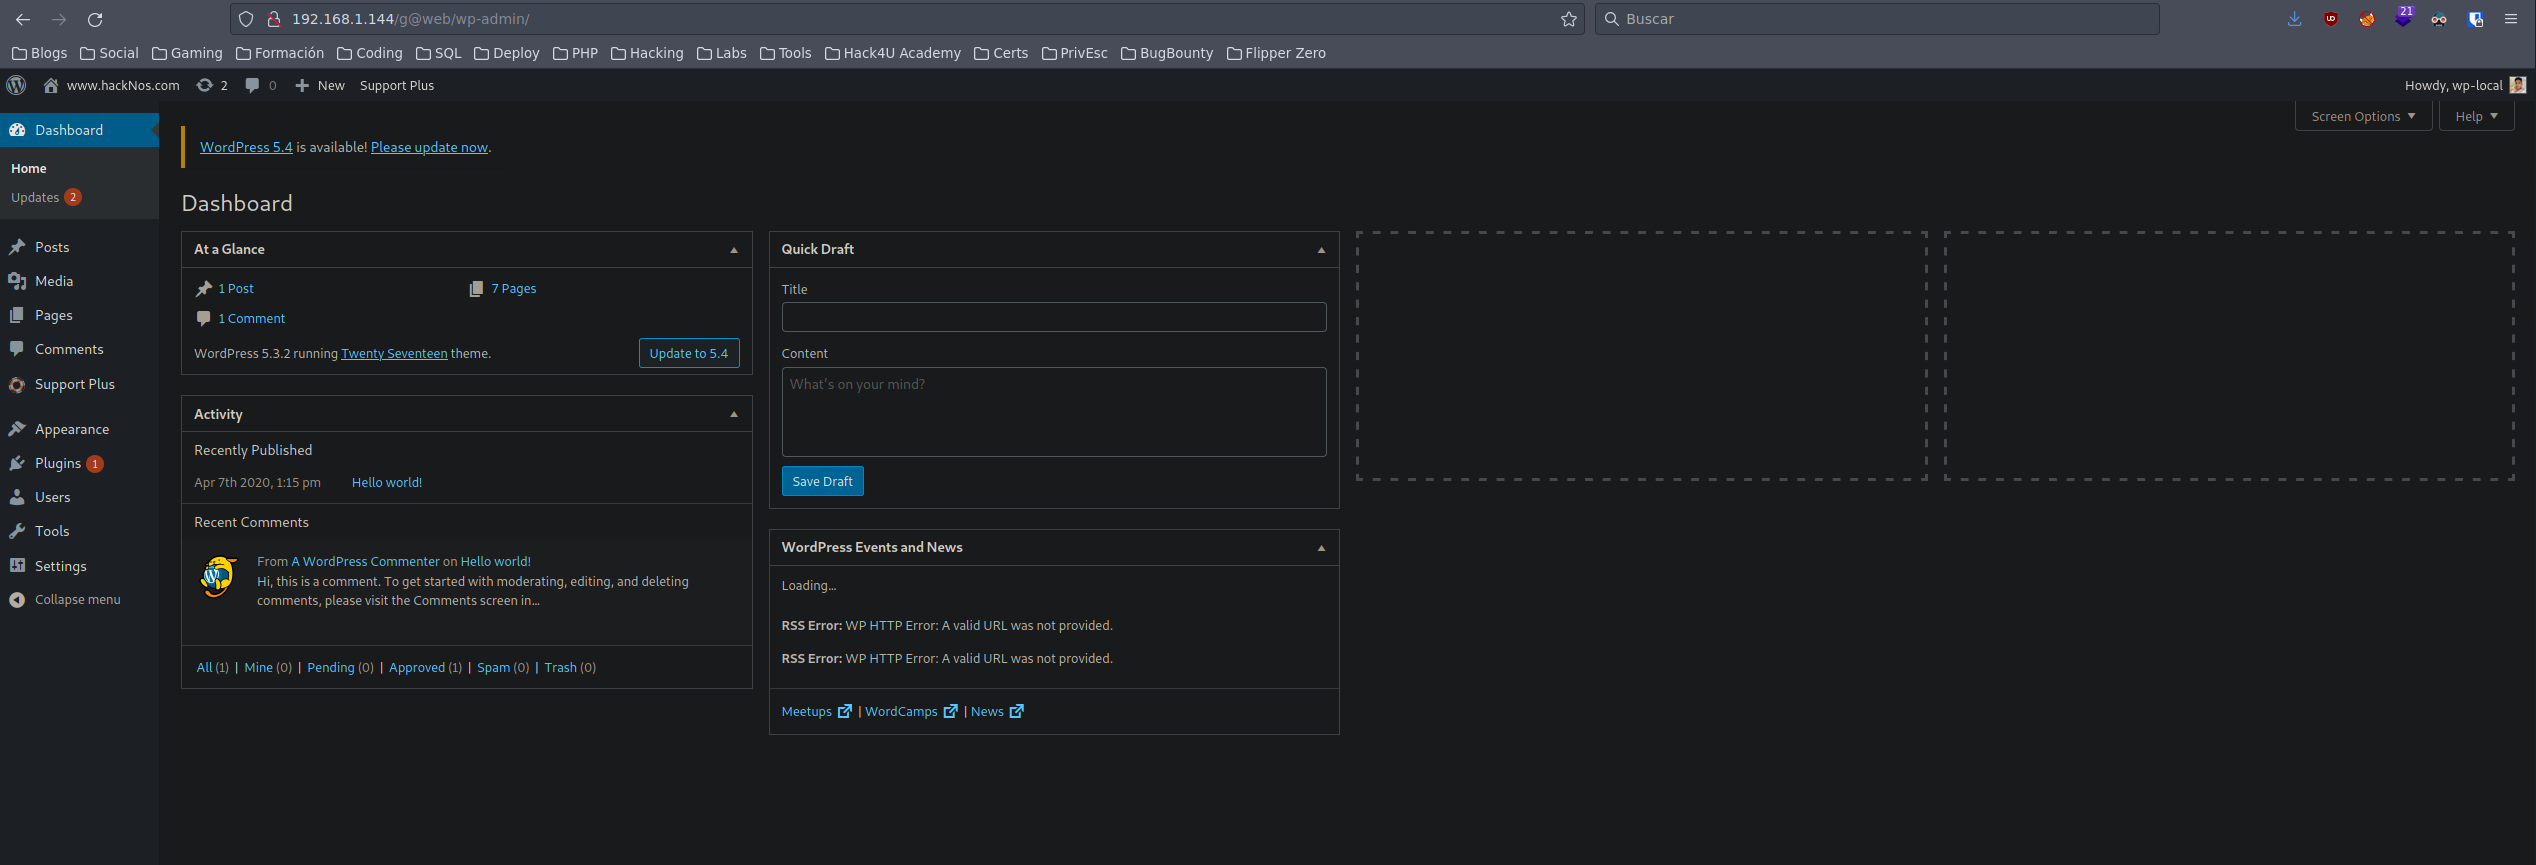 192.168.1.144/g@web/wp-admin/
Buscar
21
Blogs Social Gaming Formación Coding SQL Deploy PHP Hacking Labs Tools Hack4U Academy Certs PrivEsc BugBounty Flipper Zero
www.hackNos.com 2 0 New Support Plus
Howdy, wp-local
Dashboard
Home
Updates 2
Posts
Media
Pages
Comments
Support Plus
Appearance
Plugins 1
Users
Tools
Settings
Collapse menu
Screen Options
Help
WordPress 5.4 is available! Please update now.
Dashboard
At a Glance
1 Post
7 Pages
1 Comment
WordPress 5.3.2 running Twenty Seventeen theme.
Update to 5.4
Activity
Recently Published
Apr 7th 2020, 1:15 pm Hello world!
Recent Comments
From A WordPress Commenter on Hello world!
Hi, this is a comment. To get started with moderating, editing, and deleting
comments, please visit the Comments screen in…
All (1) | Mine (0) | Pending (0) | Approved (1) | Spam (0) | Trash (0)
Quick Draft
Title
Content
What's on your mind?
Save Draft
WordPress Events and News
Loading…
RSS Error: WP HTTP Error: A valid URL was not provided.
RSS Error: WP HTTP Error: A valid URL was not provided.
Meetups | WordCamps | News